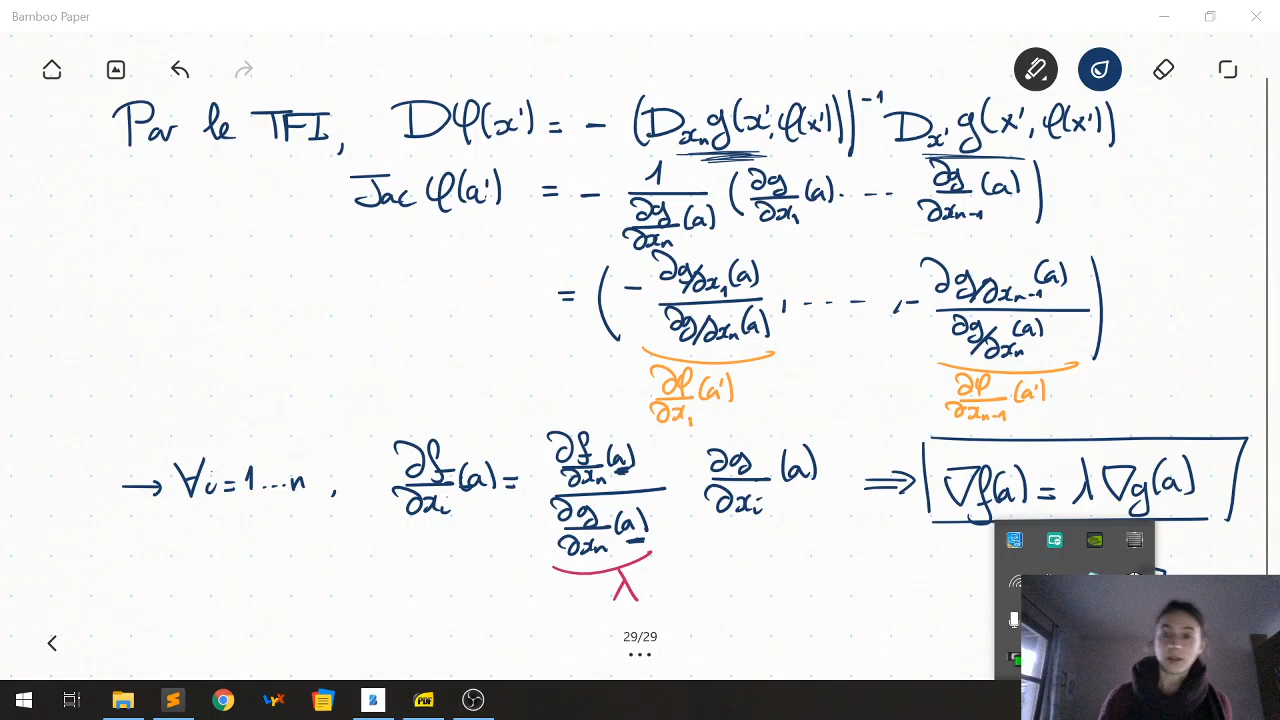 Bamboo Paper
Par le TFI, Dφ(x') = - (D_{x_n} g(x', φ(x')))^{-1} D_{x'} g(x', φ(x'))
Jac φ(a') = - 1/(∂g/∂x_n (a)) (∂g/∂x_1 (a) ... ∂g/∂x_{n-1} (a))
= ( - (∂g/∂x_1 (a))/(∂g/∂x_n (a)) , ... , - (∂g/∂x_{n-1} (a))/(∂g/∂x_n (a)) )
∂φ/∂x_1 (a') ∂φ/∂x_{n-1} (a')
→ ∀i = 1...n , ∂f/∂x_i (a) = (∂f/∂x_n (a))/(∂g/∂x_n (a)) ∂g/∂x_i (a) ⟹ ∇f(a) = λ ∇g(a)
λ
29/29